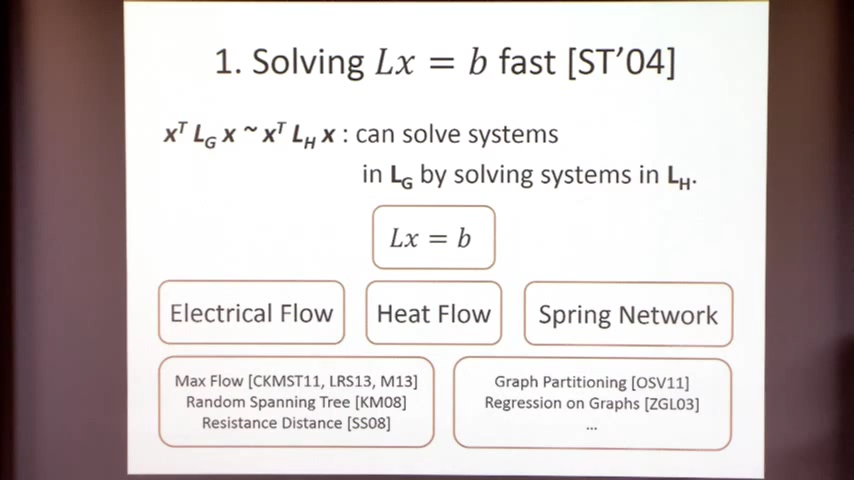 1. Solving Lx = b fast [ST'04]
xᵀ L_G x ~ xᵀ L_H x : can solve systems
in L_G by solving systems in L_H.
Lx = b
Electrical Flow
Heat Flow
Spring Network
Max Flow [CKMST11, LRS13, M13]
Random Spanning Tree [KM08]
Resistance Distance [SS08]
Graph Partitioning [OSV11]
Regression on Graphs [ZGL03]
...